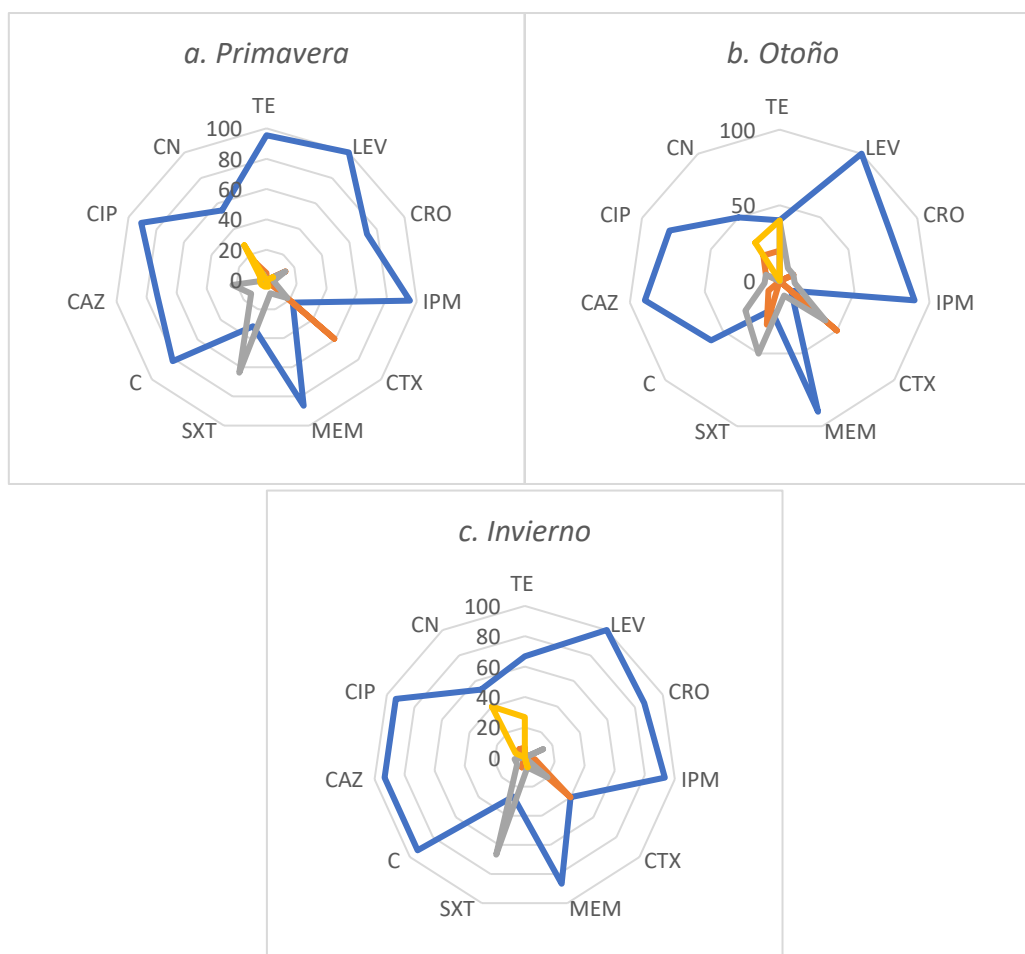 a. Primavera
TE
LEV
CRO
IPM
CTX
MEM
SXT
C
CAZ
CIP
CN
100
80
60
40
20
0
b. Otoño
TE
LEV
CRO
IPM
CTX
MEM
SXT
C
CAZ
CIP
CN
100
50
0
c. Invierno
TE
LEV
CRO
IPM
CTX
MEM
SXT
C
CAZ
CIP
CN
100
80
60
40
20
0